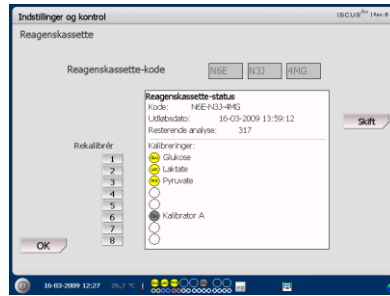 Indstillinger og kontrol
ISCUS flex | Rev. B
Reagenskassette
Reagenskassette-kode N6E N3J 4MG
Reagenskassette-status
Kode: N6E-N3J-4MG
Udløbsdato: 16-03-2009 13:59:12
Resterende analyse: 317
Skift
Rekalibrér
Kalibreringer:
1 Glukose
2 Laktate
3 Pyruvate
4
5
6 Kalibrator A
7
8
OK
16-03-2009 12:27 26,7 °C